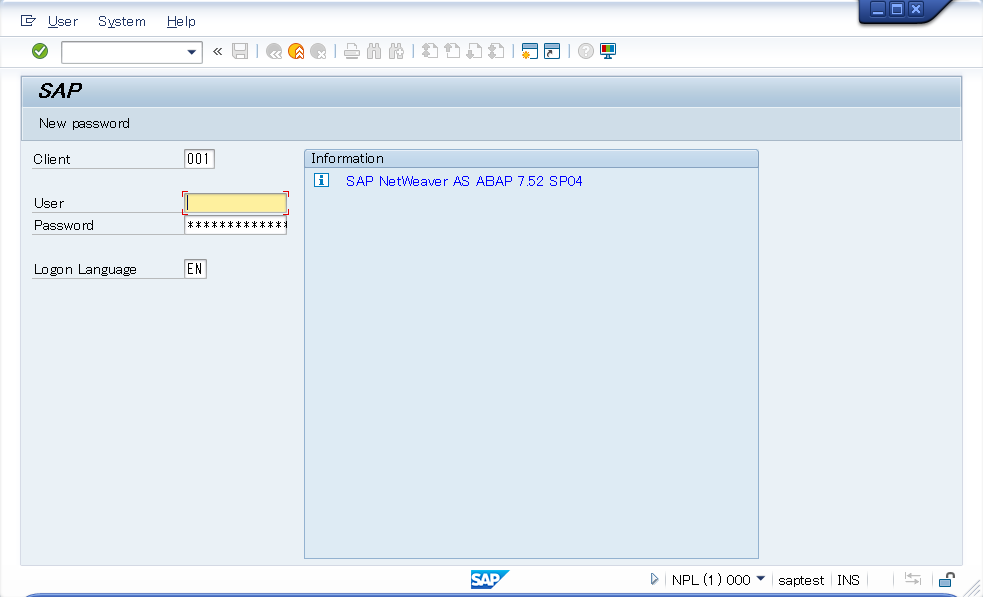 User System Help
SAP
New password
Client 001
User
Password *************
Logon Language EN
Information
SAP NetWeaver AS ABAP 7.52 SP04
SAP
NPL (1) 000 saptest INS